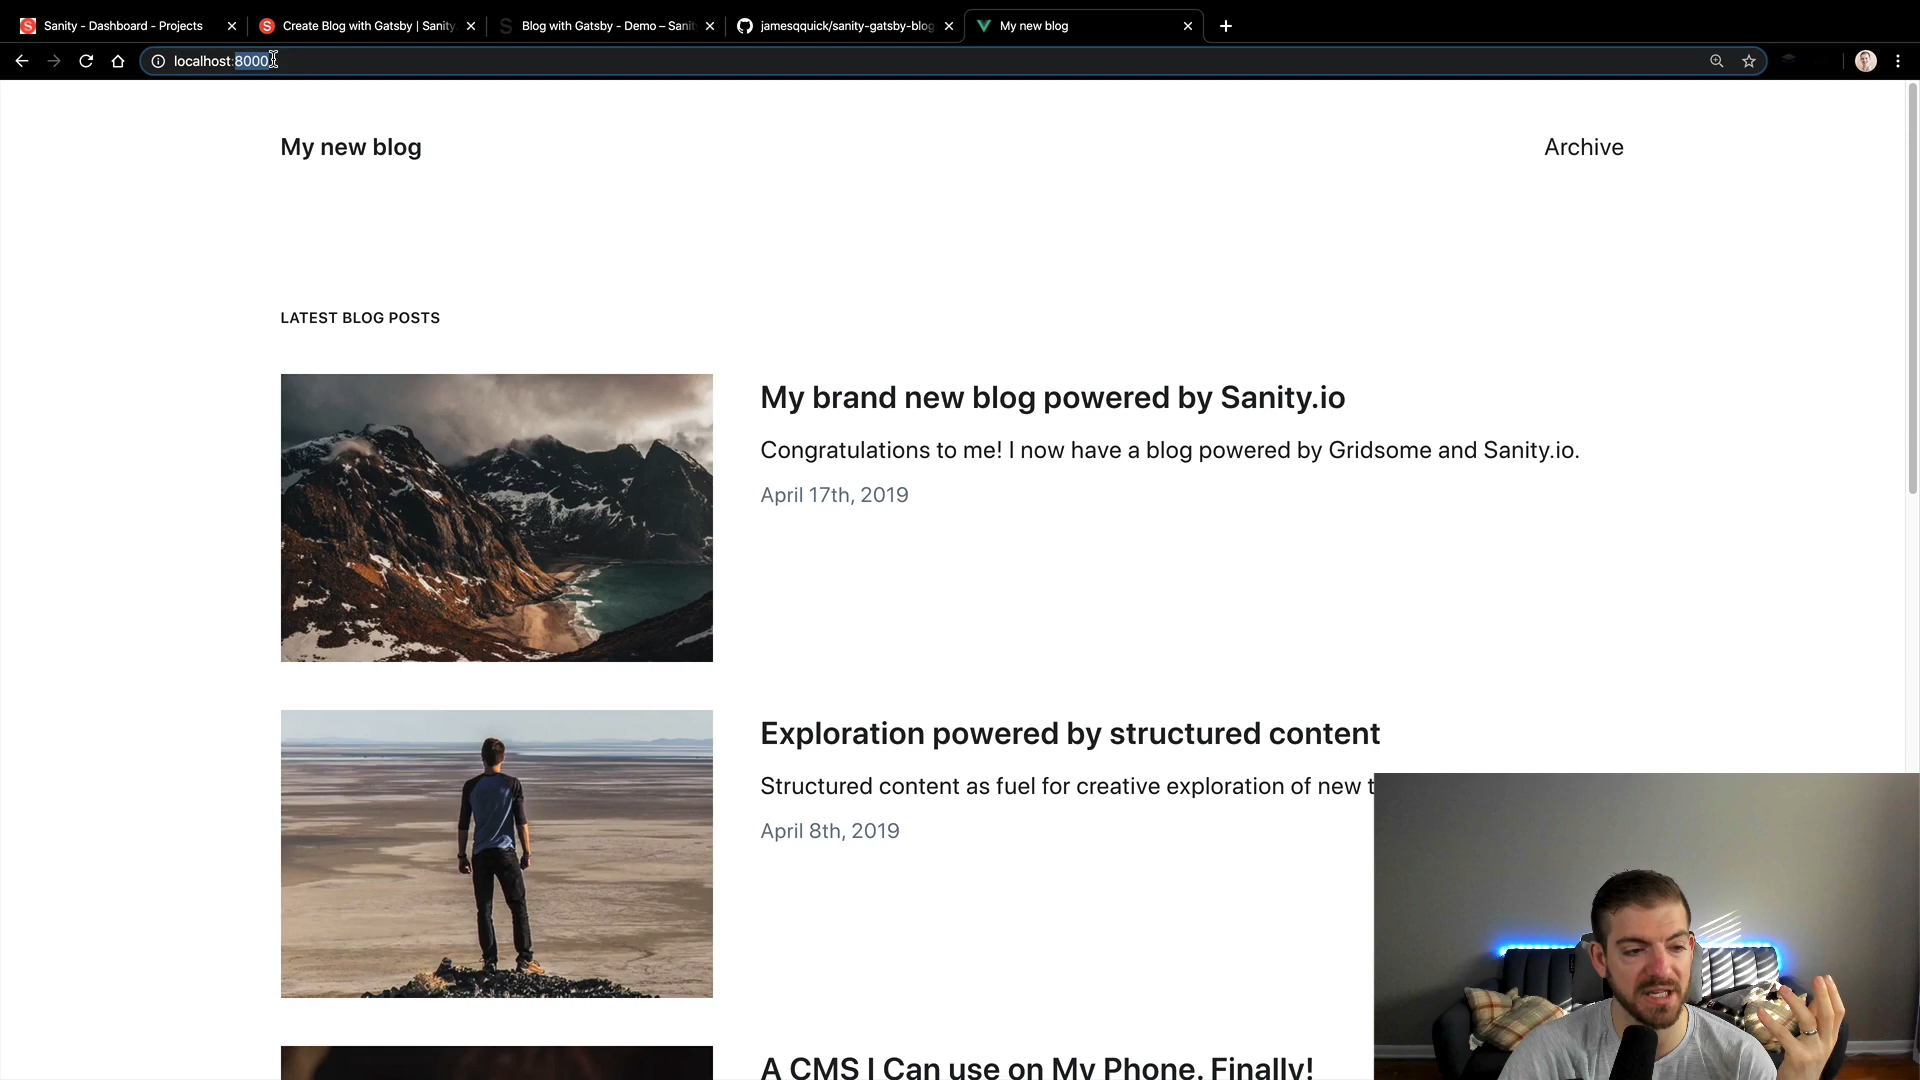 Sanity - Dashboard - Projects
Create Blog with Gatsby | Sanity.
Blog with Gatsby - Demo – Sanit
jamesqquick/sanity-gatsby-blog
My new blog
localhost:8000
My new blog
Archive
LATEST BLOG POSTS
My brand new blog powered by Sanity.io
Congratulations to me! I now have a blog powered by Gridsome and Sanity.io.
April 17th, 2019
Exploration powered by structured content
Structured content as fuel for creative exploration of new
April 8th, 2019
A CMS I Can use on My Phone. Finally!